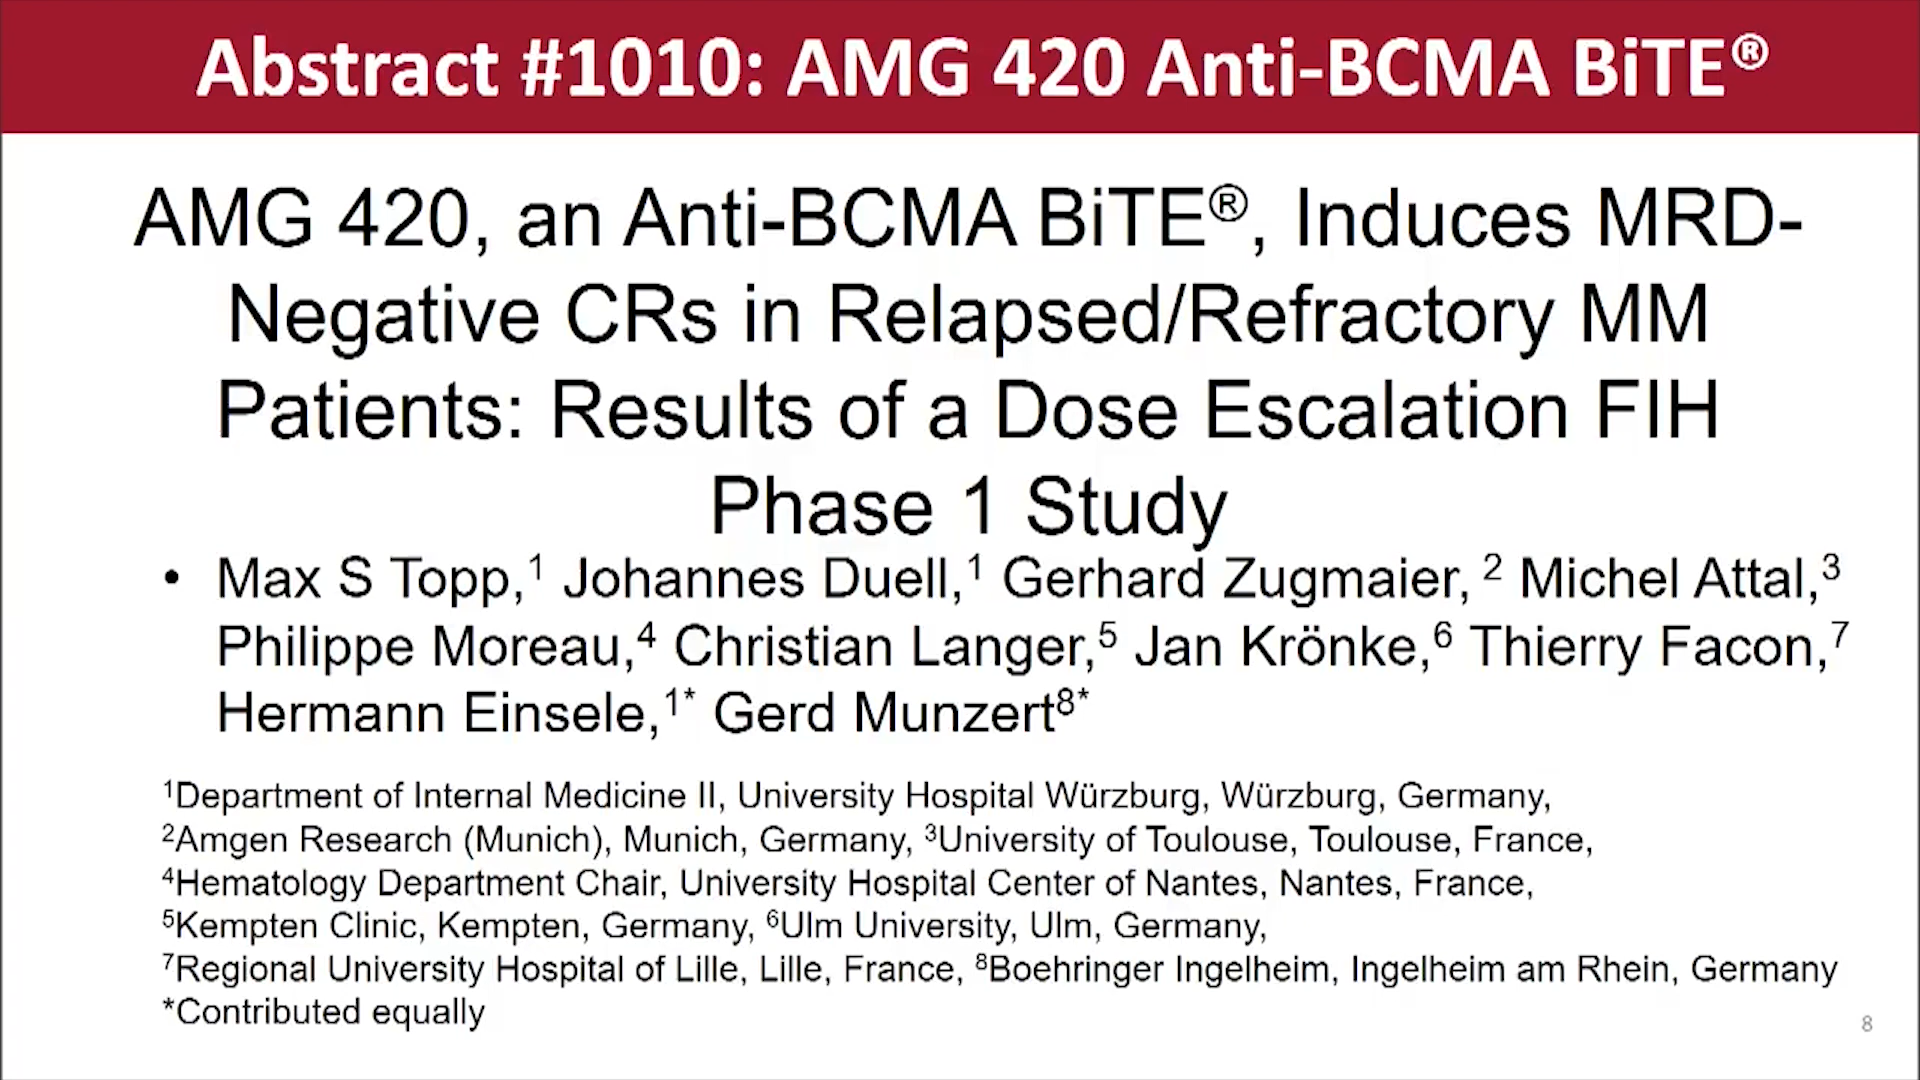 Abstract #1010: AMG 420 Anti-BCMA BiTE®
AMG 420, an Anti-BCMA BiTE®, Induces MRD-
Negative CRs in Relapsed/Refractory MM
Patients: Results of a Dose Escalation FIH
Phase 1 Study
• Max S Topp,¹ Johannes Duell,¹ Gerhard Zugmaier, ² Michel Attal,³
Philippe Moreau,⁴ Christian Langer,⁵ Jan Krönke,⁶ Thierry Facon,⁷
Hermann Einsele,¹* Gerd Munzert⁸*
¹Department of Internal Medicine II, University Hospital Würzburg, Würzburg, Germany,
²Amgen Research (Munich), Munich, Germany, ³University of Toulouse, Toulouse, France,
⁴Hematology Department Chair, University Hospital Center of Nantes, Nantes, France,
⁵Kempten Clinic, Kempten, Germany, ⁶Ulm University, Ulm, Germany,
⁷Regional University Hospital of Lille, Lille, France, ⁸Boehringer Ingelheim, Ingelheim am Rhein, Germany
*Contributed equally
8